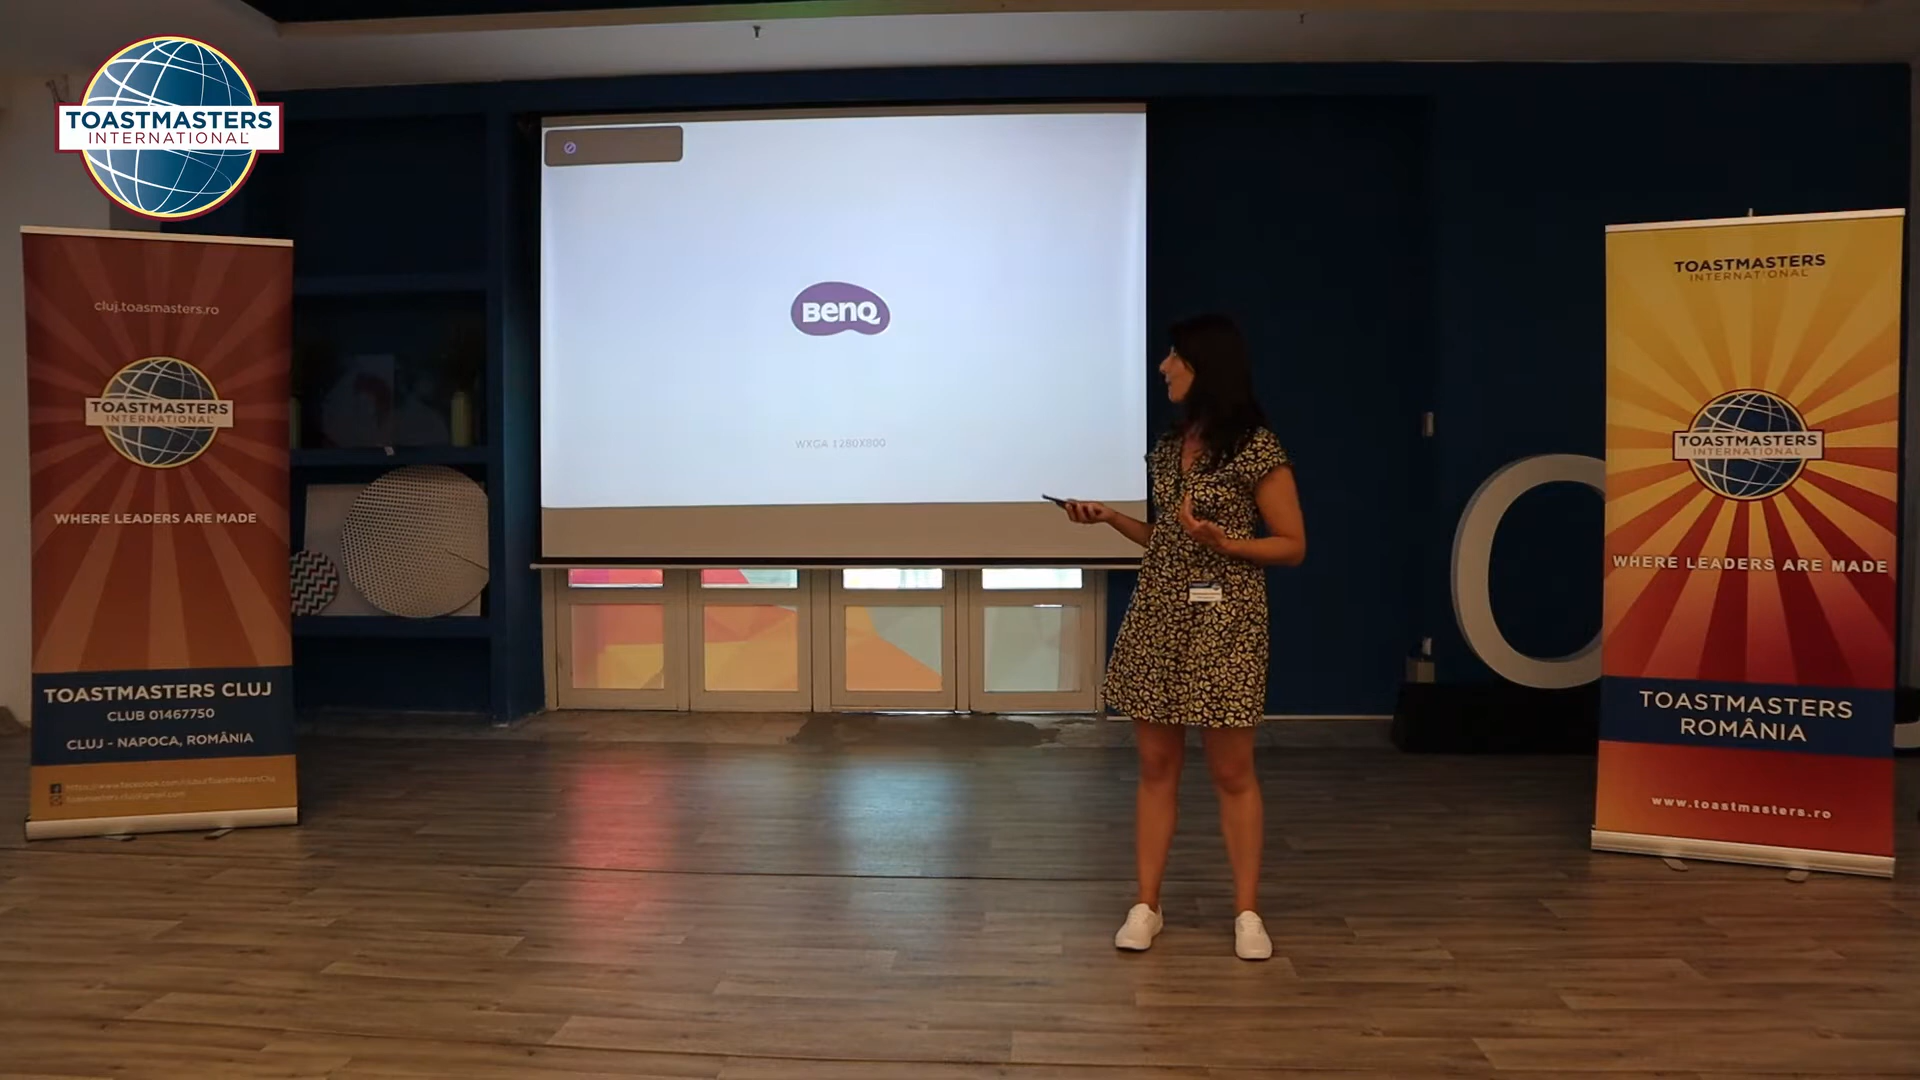 TOASTMASTERS
INTERNATIONAL
cluj.toasmasters.ro
TOASTMASTERS
INTERNATIONAL
WHERE LEADERS ARE MADE
TOASTMASTERS CLUJ
CLUB 01467750
CLUJ - NAPOCA, ROMÂNIA
BenQ
WXGA 1280X800
O
TOASTMASTERS
INTERNATIONAL
TOASTMASTERS
INTERNATIONAL
WHERE LEADERS ARE MADE
TOASTMASTERS
ROMÂNIA
www.toastmasters.ro